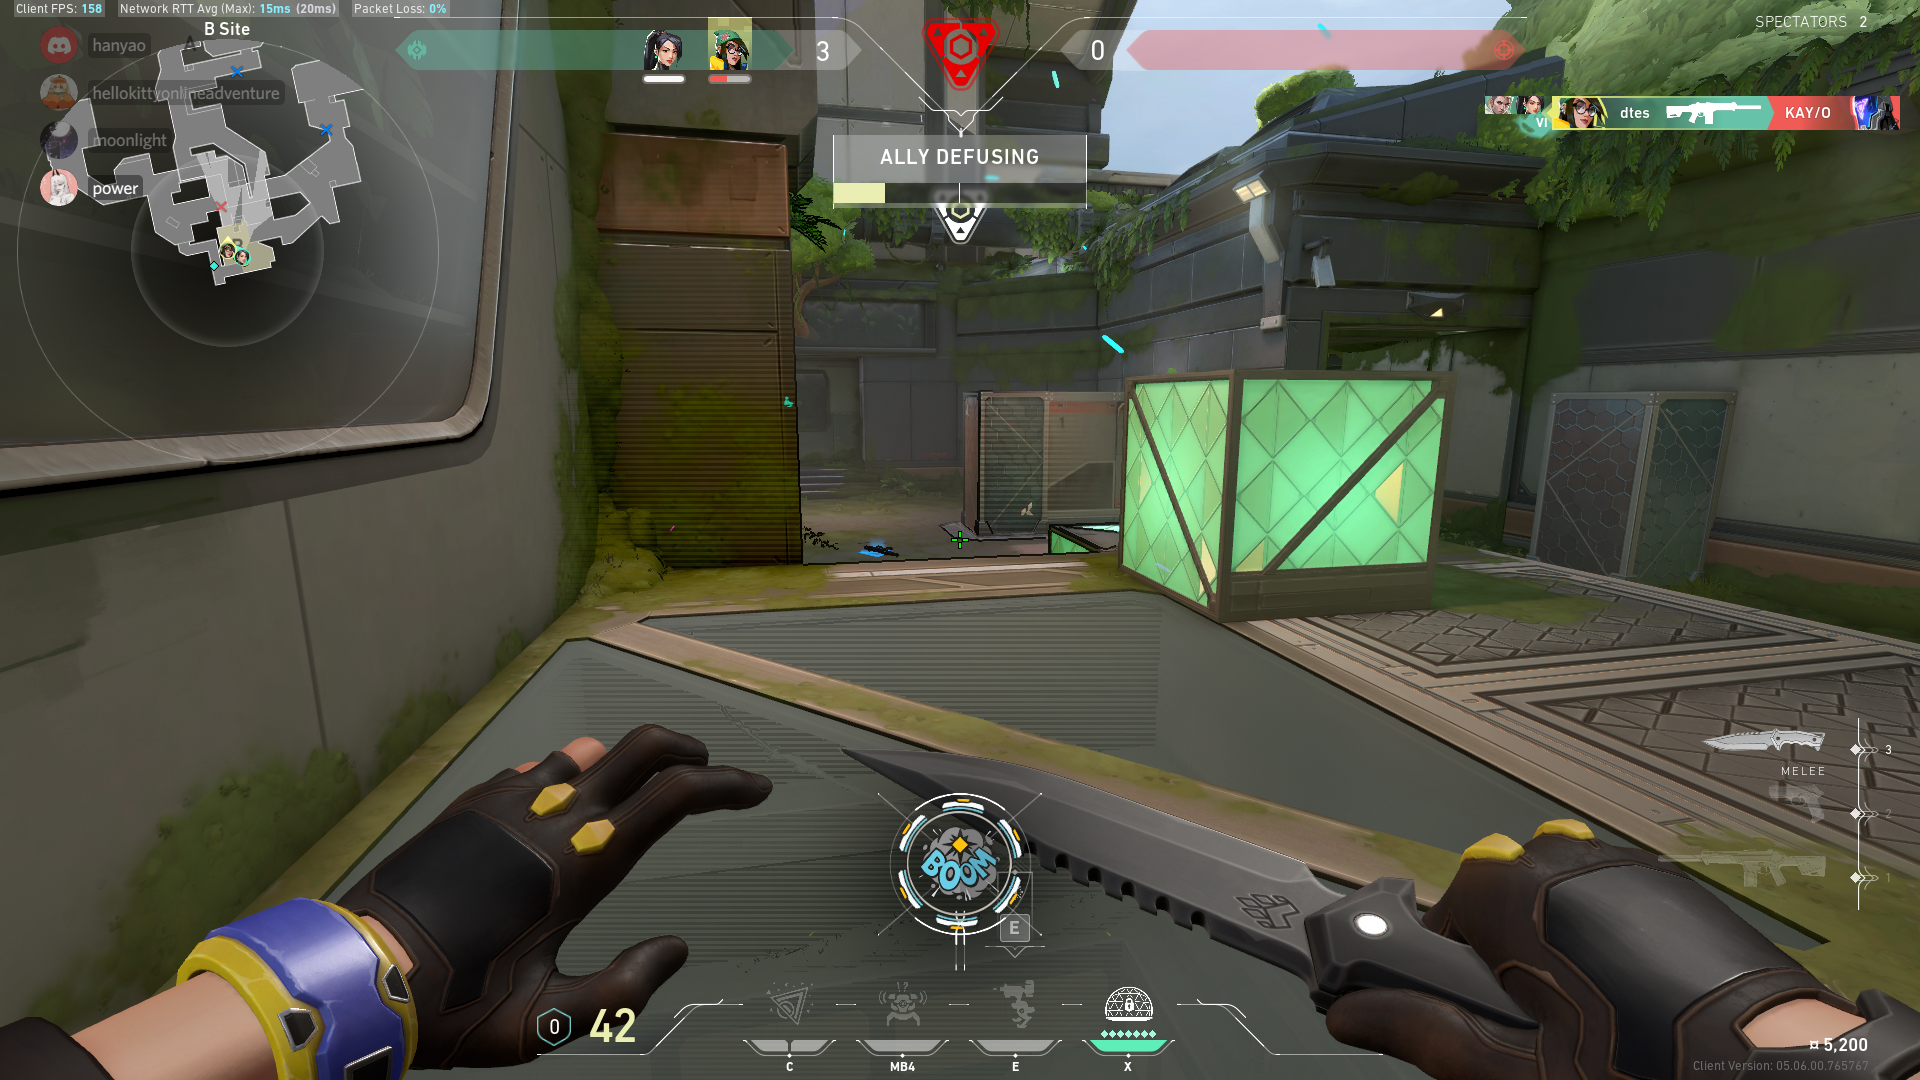 Client FPS: 158 Network RTT Avg (Max): 15ms (20ms) Packet Loss: 0%
B Site
hanyao
hellokittyonlineadventure
moonlight
power
3
0
ALLY DEFUSING
SPECTATORS 2
VI dtes KAY/O
3
MELEE
2
1
BOOM
E
0 42
C MB4 E X
¤ 5,200
Client Version: 05.06.00.765767